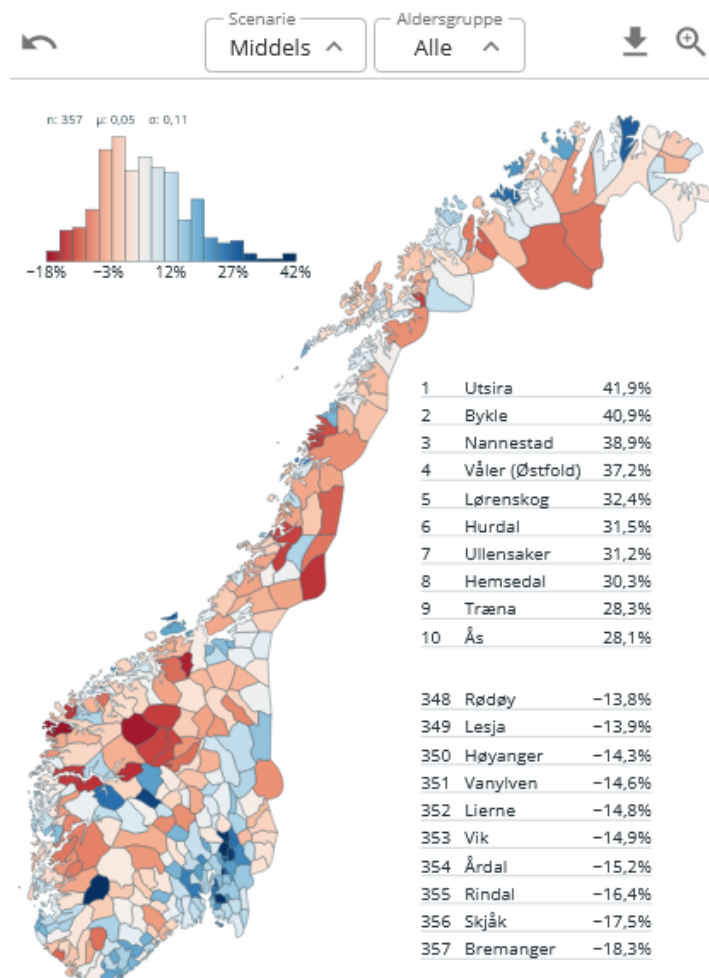 Scenarie Aldersgruppe
Middels Alle
n: 357 μ: 0,05 σ: 0,11
−18% −3% 12% 27% 42%
1 Utsira 41,9%
2 Bykle 40,9%
3 Nannestad 38,9%
4 Våler (Østfold) 37,2%
5 Lørenskog 32,4%
6 Hurdal 31,5%
7 Ullensaker 31,2%
8 Hemsedal 30,3%
9 Træna 28,3%
10 Ås 28,1%
348 Rødøy −13,8%
349 Lesja −13,9%
350 Høyanger −14,3%
351 Vanylven −14,6%
352 Lierne −14,8%
353 Vik −14,9%
354 Årdal −15,2%
355 Rindal −16,4%
356 Skjåk −17,5%
357 Bremanger −18,3%